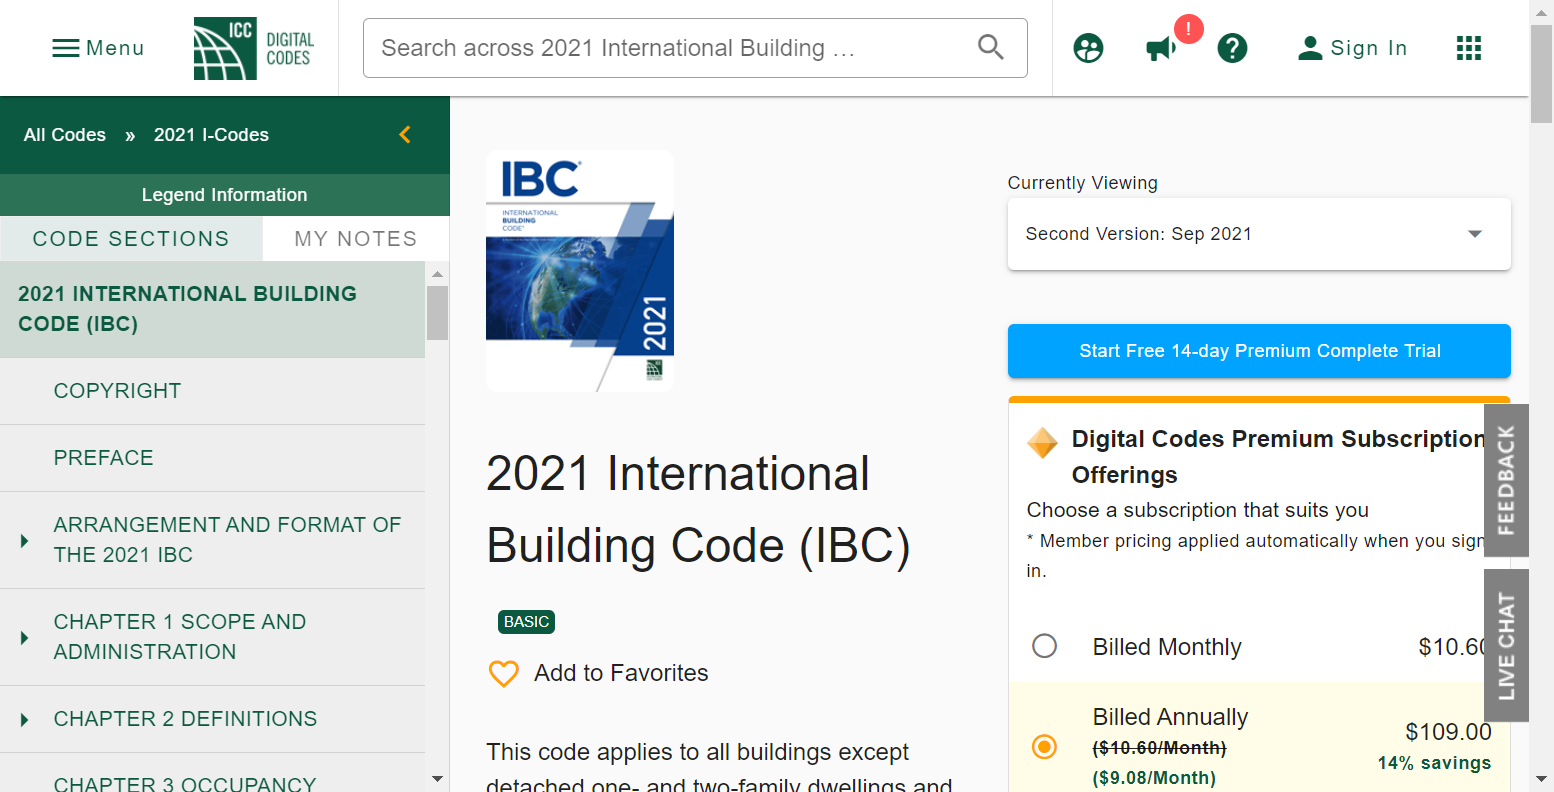 Menu
ICC
DIGITAL
CODES
Search across 2021 International Building ...
!
?
Sign In
All Codes » 2021 I-Codes
Legend Information
CODE SECTIONS
MY NOTES
2021 INTERNATIONAL BUILDING
CODE (IBC)
COPYRIGHT
PREFACE
ARRANGEMENT AND FORMAT OF
THE 2021 IBC
CHAPTER 1 SCOPE AND
ADMINISTRATION
CHAPTER 2 DEFINITIONS
CHAPTER 3 OCCUPANCY
IBC
INTERNATIONAL
BUILDING
CODE
2021
2021 International
Building Code (IBC)
BASIC
Add to Favorites
This code applies to all buildings except
detached one- and two-family dwellings and
Currently Viewing
Second Version: Sep 2021
Start Free 14-day Premium Complete Trial
Digital Codes Premium Subscription
Offerings
Choose a subscription that suits you
* Member pricing applied automatically when you sign
in.
Billed Monthly
$10.60
Billed Annually
($10.60/Month)
($9.08/Month)
$109.00
14% savings
FEEDBACK
LIVE CHAT